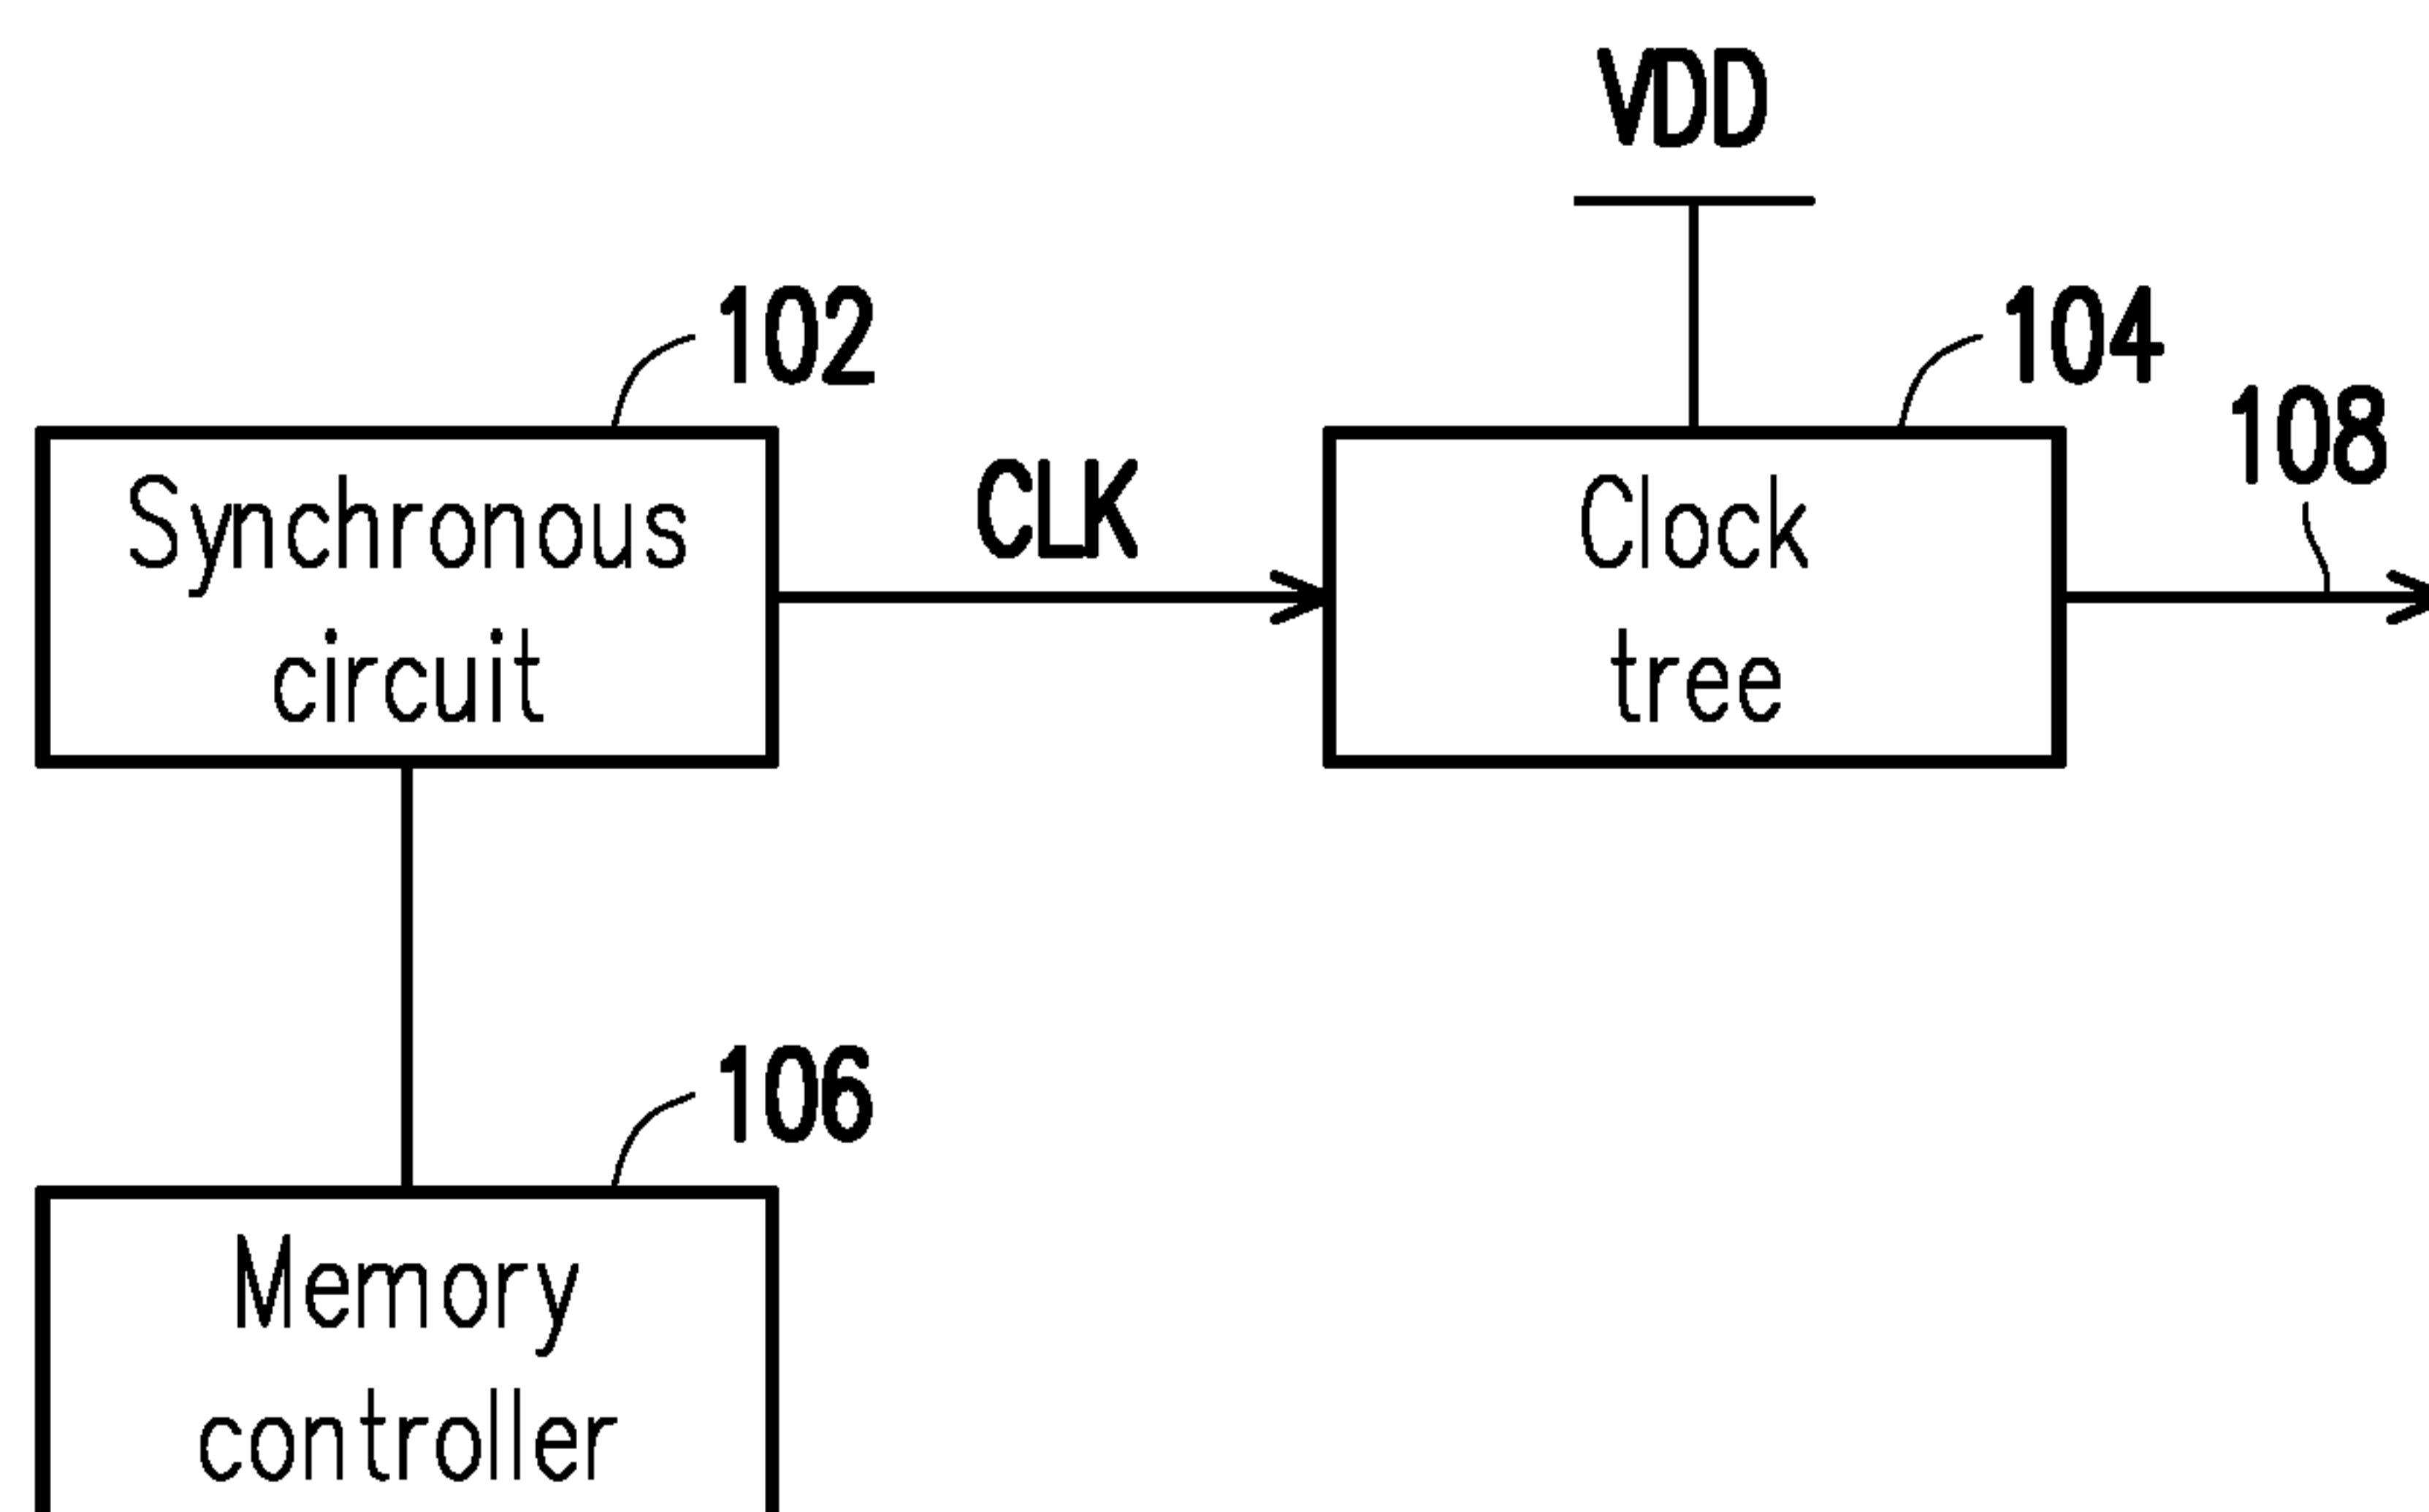 VDD
102
104
108
Synchronous
circuit
CLK
Clock
tree
106
Memory
controller